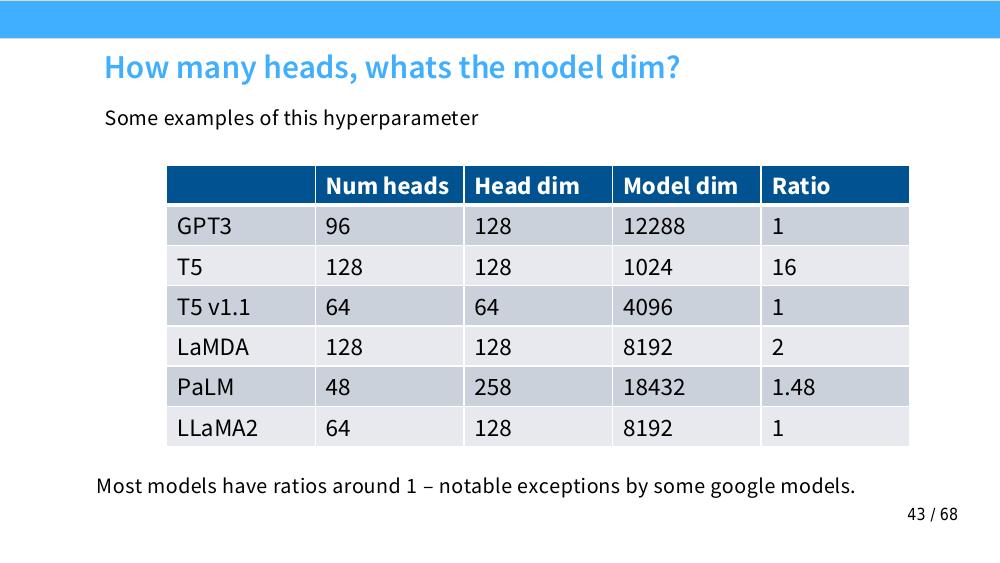 How many heads, whats the model dim?
Some examples of this hyperparameter
Num heads Head dim Model dim Ratio
GPT3 96 128 12288 1
T5 128 128 1024 16
T5 v1.1 64 64 4096 1
LaMDA 128 128 8192 2
PaLM 48 258 18432 1.48
LLaMA2 64 128 8192 1
Most models have ratios around 1 – notable exceptions by some google models.
43 / 68